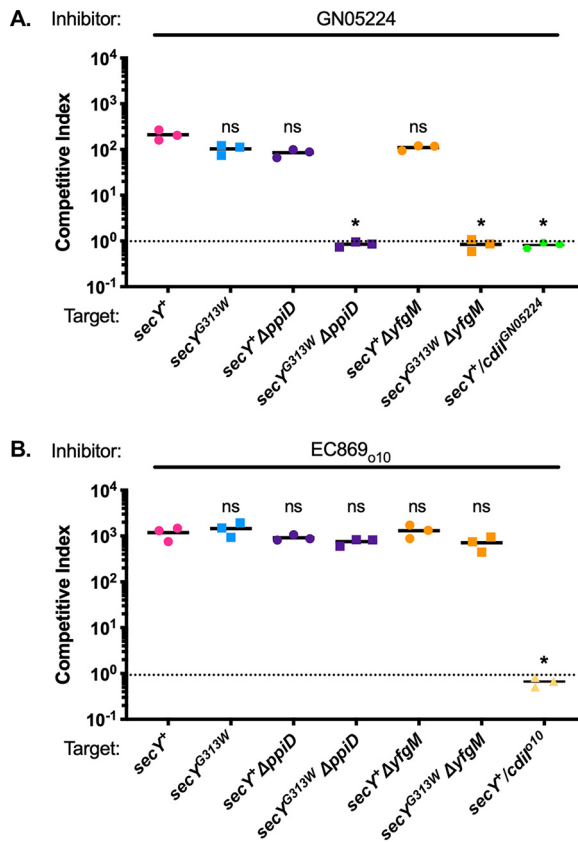 A. Inhibitor: GN05224
Competitive Index
10⁴
10³
10²
10¹
10⁰
10⁻¹
ns ns ns
* * *
Target: secY⁺ secY^G313W secY⁺ ΔppiD secY^G313W ΔppiD secY⁺ ΔyfgM secY^G313W ΔyfgM secY⁺/cdiI^GN05224
B. Inhibitor: EC869o10
Competitive Index
10⁴
10³
10²
10¹
10⁰
10⁻¹
ns ns ns ns ns
*
Target: secY⁺ secY^G313W secY⁺ ΔppiD secY^G313W ΔppiD secY⁺ ΔyfgM secY^G313W ΔyfgM secY⁺/cdiI^o10